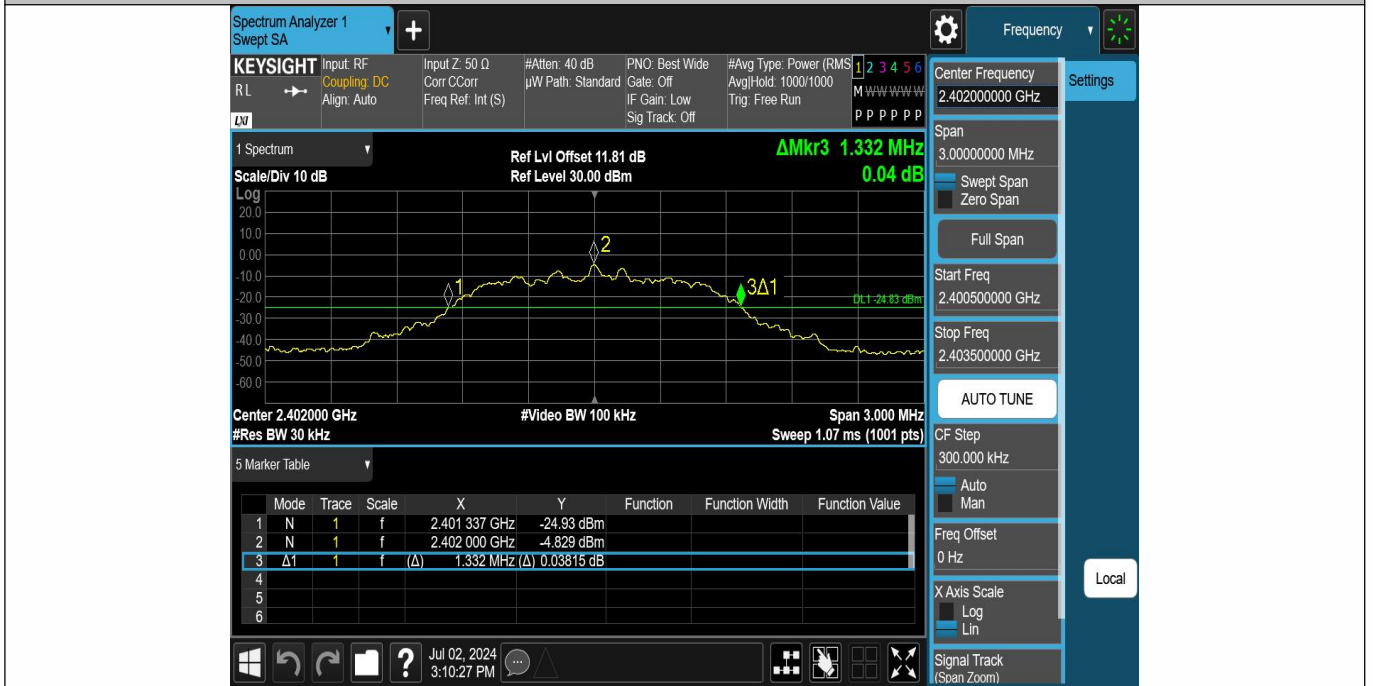 Spectrum Analyzer 1
Swept SA
+
Frequency
KEYSIGHT
RL
LXI
Input: RF
Coupling: DC
Align: Auto
Input Z: 50 Ω
Corr CCorr
Freq Ref: Int (S)
#Atten: 40 dB
µW Path: Standard
PNO: Best Wide
Gate: Off
IF Gain: Low
Sig Track: Off
#Avg Type: Power (RMS
Avg|Hold: 1000/1000
Trig: Free Run
1 2 3 4 5 6
M W W W W W
P P P P P P
1 Spectrum
Scale/Div 10 dB
Ref Lvl Offset 11.81 dB
Ref Level 30.00 dBm
ΔMkr3 1.332 MHz
0.04 dB
Log
20.0
10.0
0.00
-10.0
-20.0
-30.0
-40.0
-50.0
-60.0
1
2
3Δ1
DL1 -24.83 dBm
Center 2.402000 GHz
#Video BW 100 kHz
Span 3.000 MHz
#Res BW 30 kHz
Sweep 1.07 ms (1001 pts)
5 Marker Table
Mode Trace Scale X Y Function Function Width Function Value
1 N 1 f 2.401 337 GHz -24.93 dBm
2 N 1 f 2.402 000 GHz -4.829 dBm
3 Δ1 1 f (Δ) 1.332 MHz (Δ) 0.03815 dB
4
5
6
?
Jul 02, 2024
3:10:27 PM
Center Frequency
2.402000000 GHz
Span
3.00000000 MHz
Swept Span
Zero Span
Full Span
Start Freq
2.400500000 GHz
Stop Freq
2.403500000 GHz
AUTO TUNE
CF Step
300.000 kHz
Auto
Man
Freq Offset
0 Hz
X Axis Scale
Log
Lin
Signal Track
(Span Zoom)
Settings
Local